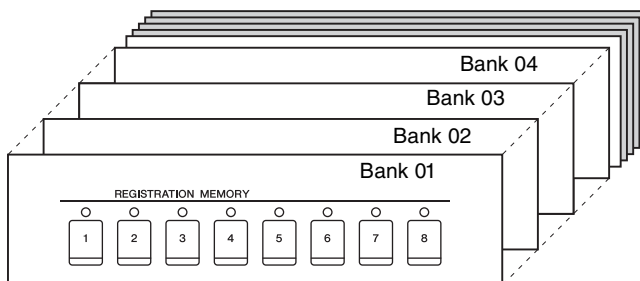 Bank 04
Bank 03
Bank 02
Bank 01
REGISTRATION MEMORY
1 2 3 4 5 6 7 8